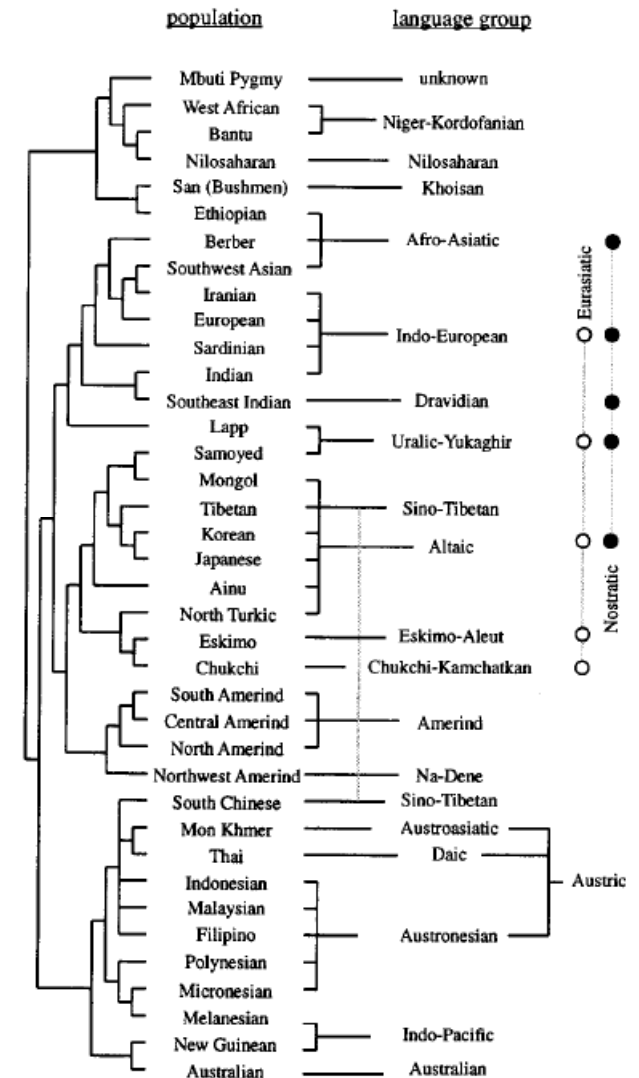 population language group
Mbuti Pygmy unknown
West African
Niger-Kordofanian
Bantu
Nilosaharan Nilosaharan
San (Bushmen) Khoisan
Ethiopian
Berber Afro-Asiatic
Southwest Asian
Iranian
Eurasiatic
European
Indo-European
Sardinian
Indian
Southeast Indian Dravidian
Lapp
Uralic-Yukaghir
Samoyed
Mongol
Tibetan Sino-Tibetan
Korean
Altaic
Japanese
Ainu
Nostratic
North Turkic
Eskimo Eskimo-Aleut
Chukchi Chukchi-Kamchatkan
South Amerind
Central Amerind Amerind
North Amerind
Northwest Amerind Na-Dene
South Chinese Sino-Tibetan
Mon Khmer Austroasiatic
Thai Daic
Indonesian Austric
Malaysian
Filipino Austronesian
Polynesian
Micronesian
Melanesian
Indo-Pacific
New Guinean
Australian Australian